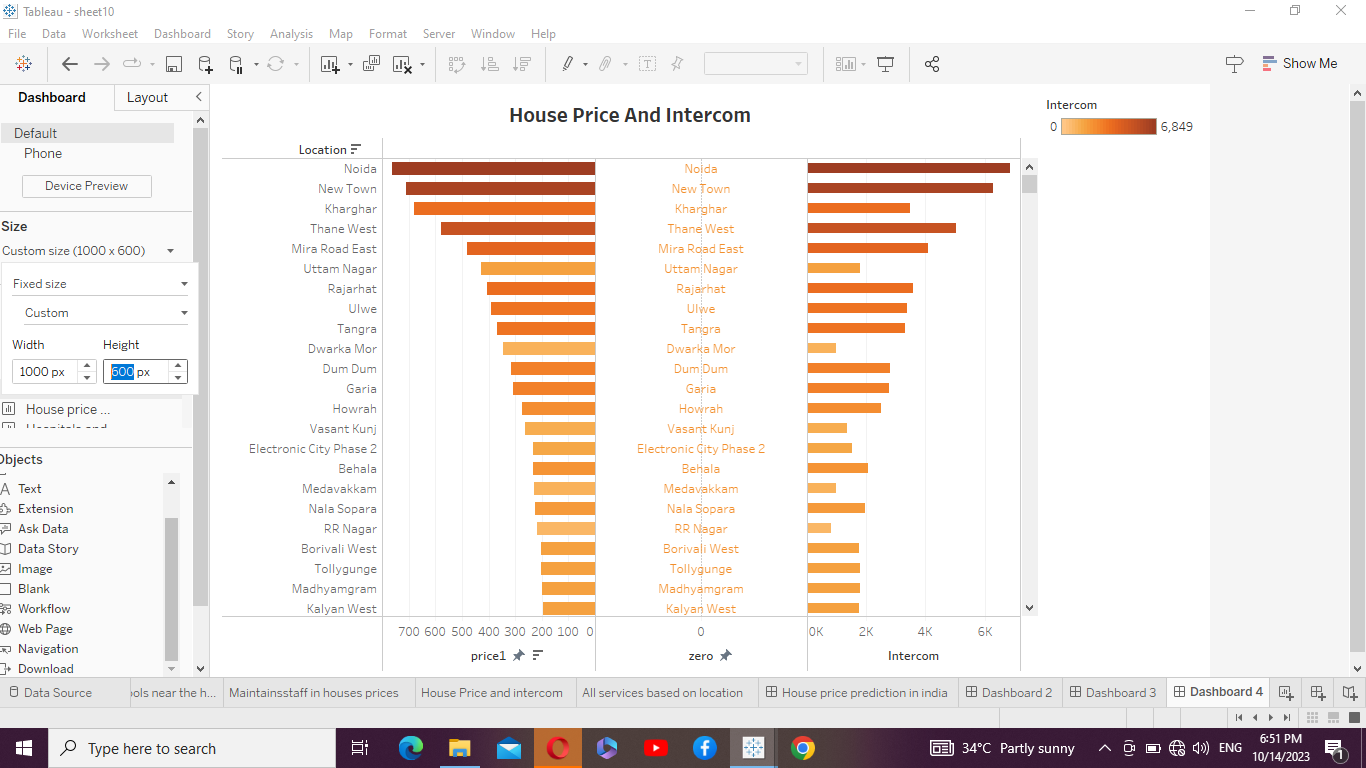 Tableau - sheet10
File Data Worksheet Dashboard Story Analysis Map Format Server Window Help
Show Me
Dashboard Layout
Default
Phone
Device Preview
Size
Custom size (1000 x 600)
Fixed size
Custom
Width Height
1000 px 600 px
House price ...
Objects
Text
Extension
Ask Data
Data Story
Image
Blank
Workflow
Web Page
Navigation
Download
House Price And Intercom
Intercom
0 6,849
Location
Noida Noida
New Town New Town
Kharghar Kharghar
Thane West Thane West
Mira Road East Mira Road East
Uttam Nagar Uttam Nagar
Rajarhat Rajarhat
Ulwe Ulwe
Tangra Tangra
Dwarka Mor Dwarka Mor
Dum Dum Dum Dum
Garia Garia
Howrah Howrah
Vasant Kunj Vasant Kunj
Electronic City Phase 2 Electronic City Phase 2
Behala Behala
Medavakkam Medavakkam
Nala Sopara Nala Sopara
RR Nagar RR Nagar
Borivali West Borivali West
Tollygunge Tollygunge
Madhyamgram Madhyamgram
Kalyan West Kalyan West
700 600 500 400 300 200 100 0 0 0K 2K 4K 6K
price1 zero Intercom
Data Source ools near the h... Maintainsstaff in houses prices House Price and intercom All services based on location House price prediction in india Dashboard 2 Dashboard 3 Dashboard 4
Type here to search
34°C Partly sunny
ENG
6:51 PM
10/14/2023
1